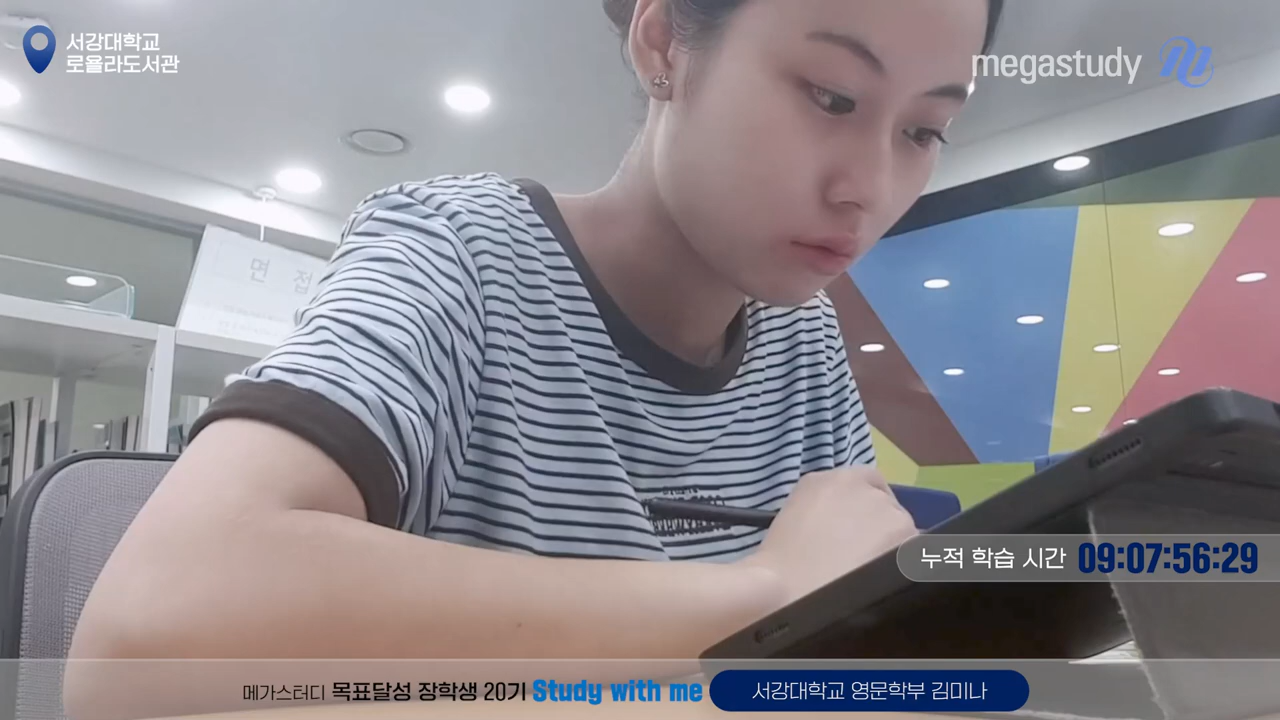 서강대학교
로욜라도서관
megastudy
면 접
누적 학습 시간 09:07:56:29
메가스터디 목표달성 장학생 20기 Study with me 서강대학교 영문학부 김미나